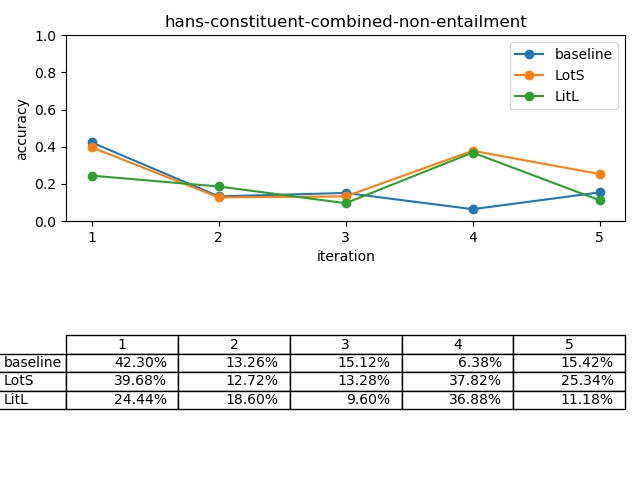 hans-constituent-combined-non-entailment
1.0
0.8
0.6
0.4
0.2
0.0
accuracy
baseline
LotS
LitL
1 2 3 4 5
iteration
1 2 3 4 5
baseline 42.30% 13.26% 15.12% 6.38% 15.42%
LotS 39.68% 12.72% 13.28% 37.82% 25.34%
LitL 24.44% 18.60% 9.60% 36.88% 11.18%